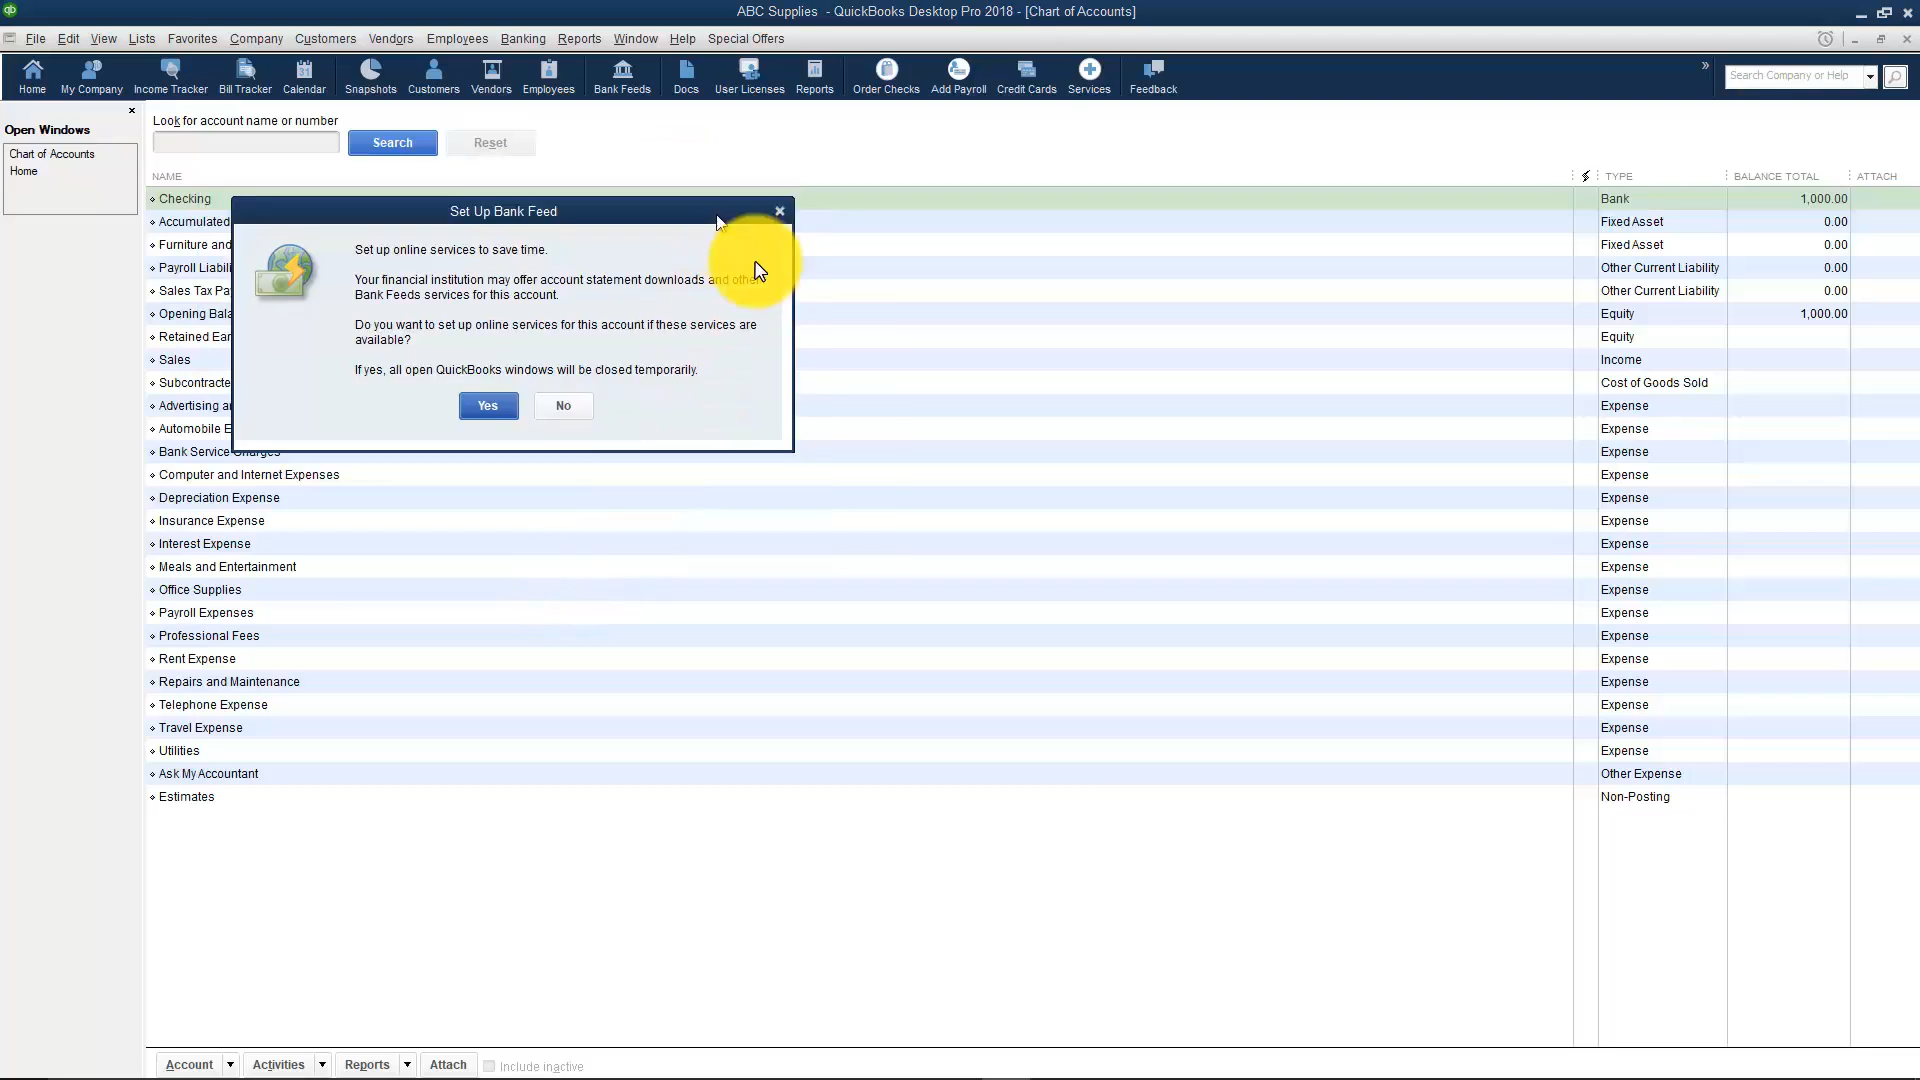 qb
ABC Supplies - QuickBooks Desktop Pro 2018 - [Chart of Accounts]
File Edit View Lists Favorites Company Customers Vendors Employees Banking Reports Window Help Special Offers
Home My Company Income Tracker Bill Tracker Calendar Snapshots Customers Vendors Employees Bank Feeds Docs User Licenses Reports Order Checks Add Payroll Credit Cards Services Feedback
Search Company or Help
Open Windows
Chart of Accounts
Home
Look for account name or number
Search Reset
NAME TYPE BALANCE TOTAL ATTACH
Checking Bank 1,000.00
Accumulated Fixed Asset 0.00
Furniture and Fixed Asset 0.00
Payroll Liabili Other Current Liability 0.00
Sales Tax Pa Other Current Liability 0.00
Opening Bala Equity 1,000.00
Retained Ear Equity
Sales Income
Subcontracte Cost of Goods Sold
Advertising a Expense
Automobile E Expense
Bank Service Charges Expense
Computer and Internet Expenses Expense
Depreciation Expense Expense
Insurance Expense Expense
Interest Expense Expense
Meals and Entertainment Expense
Office Supplies Expense
Payroll Expenses Expense
Professional Fees Expense
Rent Expense Expense
Repairs and Maintenance Expense
Telephone Expense Expense
Travel Expense Expense
Utilities Expense
Ask My Accountant Other Expense
Estimates Non-Posting
Set Up Bank Feed
Set up online services to save time.
Your financial institution may offer account statement downloads and other
Bank Feeds services for this account.
Do you want to set up online services for this account if these services are
available?
If yes, all open QuickBooks windows will be closed temporarily.
Yes No
Account Activities Reports Attach Include inactive